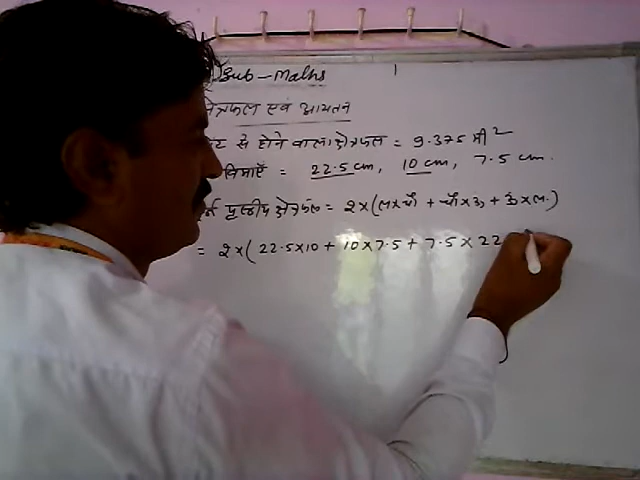 Sub-Maths
क्षेत्रफल एवं आयतन
से होने वाला क्षेत्रफल = 9.375 मी²
= 22.5 cm, 10 cm, 7.5 cm.
पृष्ठीय क्षेत्रफल = 2×(ल×चौ + चौ×ऊं + ऊं×ल.)
= 2×(22.5×10 + 10×7.5 + 7.5×22